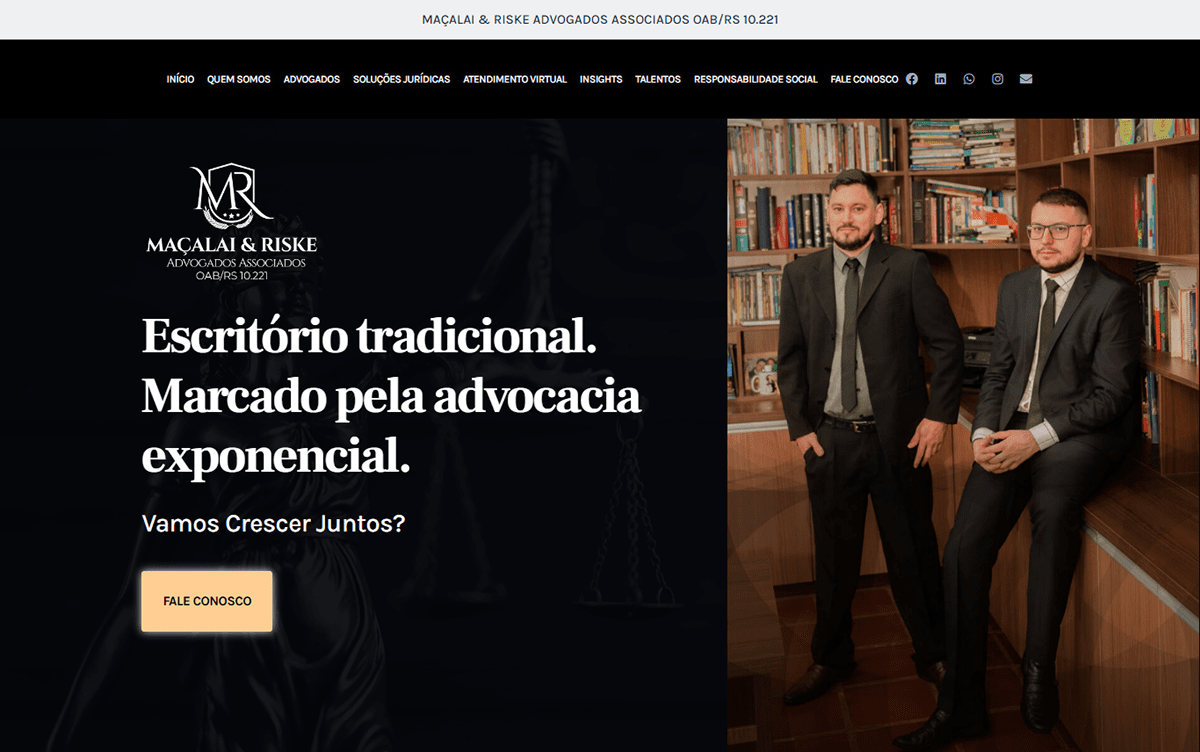 MAÇALAI & RISKE ADVOGADOS ASSOCIADOS OAB/RS 10.221
INÍCIO QUEM SOMOS ADVOGADOS SOLUÇÕES JURÍDICAS ATENDIMENTO VIRTUAL INSIGHTS TALENTOS RESPONSABILIDADE SOCIAL FALE CONOSCO
MR
MAÇALAI & RISKE
ADVOGADOS ASSOCIADOS
OAB/RS 10.221
Escritório tradicional.
Marcado pela advocacia
exponencial.
Vamos Crescer Juntos?
FALE CONOSCO